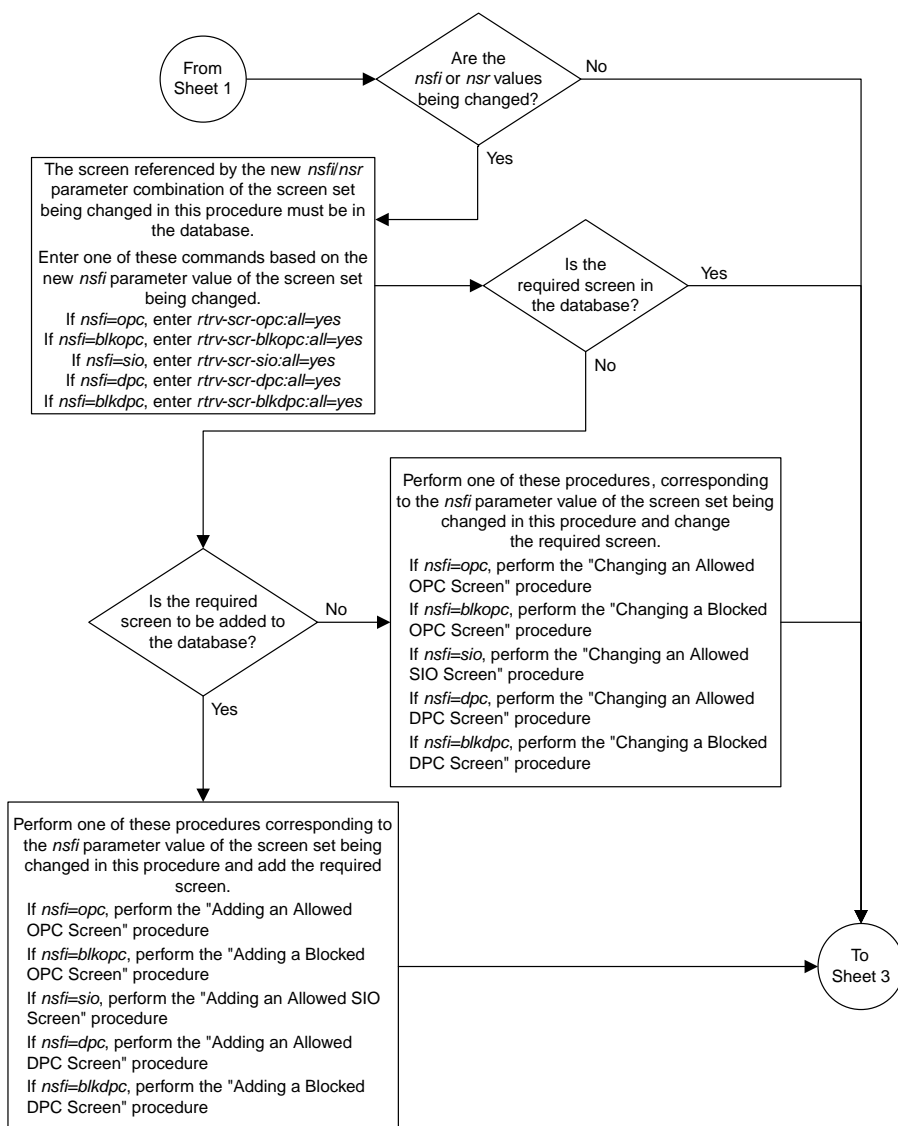 From
Sheet 1
Are the
nsfi or nsr values
being changed?
No
Yes
The screen referenced by the new nsfi/nsr
parameter combination of the screen set
being changed in this procedure must be in
the database.
Enter one of these commands based on the
new nsfi parameter value of the screen set
being changed.
If nsfi=opc, enter rtrv-scr-opc:all=yes
If nsfi=blkopc, enter rtrv-scr-blkopc:all=yes
If nsfi=sio, enter rtrv-scr-sio:all=yes
If nsfi=dpc, enter rtrv-scr-dpc:all=yes
If nsfi=blkdpc, enter rtrv-scr-blkdpc:all=yes
Is the
required screen in
the database?
Yes
No
Is the required
screen to be added to
the database?
No
Yes
Perform one of these procedures, corresponding
to the nsfi parameter value of the screen set being
changed in this procedure and change
the required screen.
If nsfi=opc, perform the "Changing an Allowed
OPC Screen" procedure
If nsfi=blkopc, perform the "Changing a Blocked
OPC Screen" procedure
If nsfi=sio, perform the "Changing an Allowed
SIO Screen" procedure
If nsfi=dpc, perform the "Changing an Allowed
DPC Screen" procedure
If nsfi=blkdpc, perform the "Changing a Blocked
DPC Screen" procedure
Perform one of these procedures corresponding to
the nsfi parameter value of the screen set being
changed in this procedure and add the required
screen.
If nsfi=opc, perform the "Adding an Allowed
OPC Screen" procedure
If nsfi=blkopc, perform the "Adding a Blocked
OPC Screen" procedure
If nsfi=sio, perform the "Adding an Allowed SIO
Screen" procedure
If nsfi=dpc, perform the "Adding an Allowed
DPC Screen" procedure
If nsfi=blkdpc, perform the "Adding a Blocked
DPC Screen" procedure
To
Sheet 3